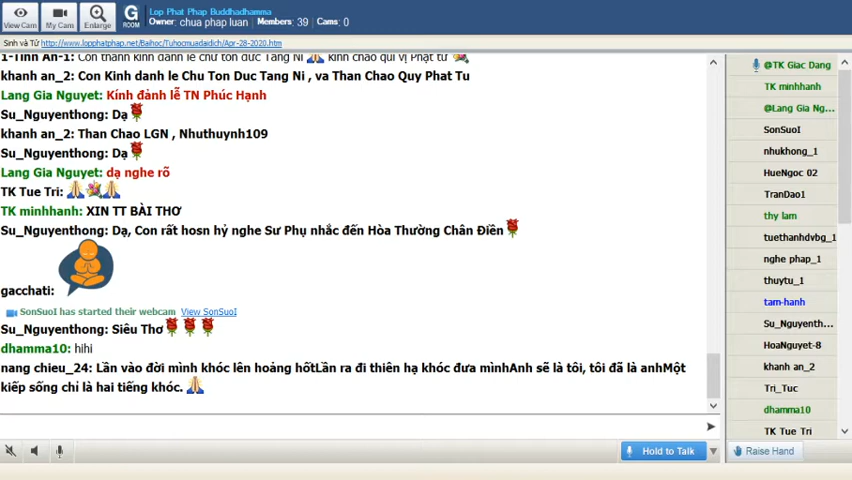 View Cam
My Cam
Enlarge
G
ROOM
Lop Phat Phap Buddhadhamma
Owner: chua phap luan Members: 39 Cams: 0
Sinh và Tử http://www.lopphatphap.net/Baihoc/Tuhocmuadaidich/Apr-28-2020.htm
khanh an_2: Con Kinh danh le Chu Ton Duc Tang Ni , va Than Chao Quy Phat Tu
Lang Gia Nguyet: Kính đảnh lễ TN Phúc Hạnh
Su_Nguyenthong: Dạ
khanh an_2: Than Chao LGN , Nhuthuynh109
Su_Nguyenthong: Dạ
Lang Gia Nguyet: dạ nghe rõ
TK Tue Tri:
TK minhhanh: XIN TT BÀI THƠ
Su_Nguyenthong: Dạ, Con rất hosn hỷ nghe Sư Phụ nhắc đến Hòa Thường Chân Điền
gacchati:
SonSuoI has started their webcam View SonSuoI
Su_Nguyenthong: Siêu Thơ
dhamma10: hihi
nang chieu_24: Lần vào đời mình khóc lên hoảng hốtLần ra đi thiên hạ khóc đưa mìnhAnh sẽ là tôi, tôi đã là anhMột
kiếp sống chỉ là hai tiếng khóc.
Hold to Talk
@TK Giac Dang
TK minhhanh
@Lang Gia Ng...
SonSuoI
nhukhong_1
HueNgoc 02
TranDao1
thy lam
tuethanhdvbg_1
nghe phap_1
thuytu_1
tam-hanh
Su_Nguyenth...
HoaNguyet-8
khanh an_2
Tri_Tuc
dhamma10
TK Tue Tri
Raise Hand